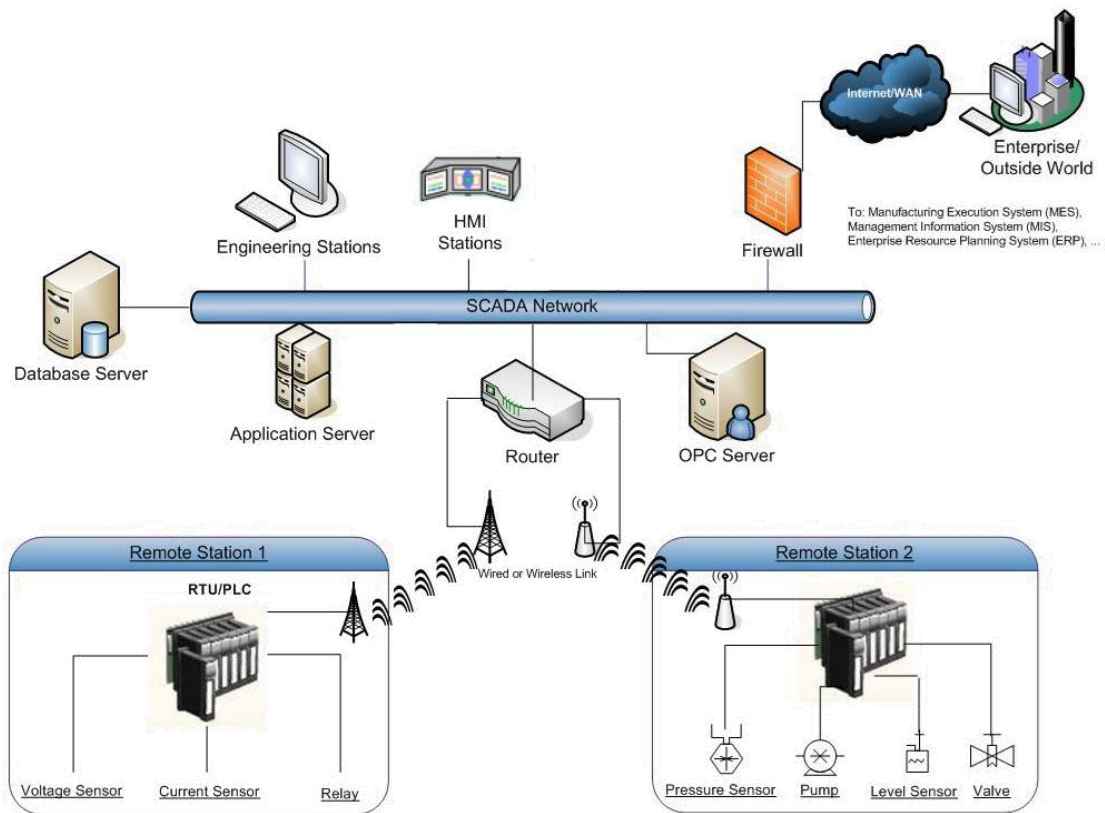 Internet/WAN
Enterprise/
Outside World
To: Manufacturing Execution System (MES),
Management Information System (MIS),
Enterprise Resource Planning System (ERP), ...
Engineering Stations
HMI
Stations
Firewall
SCADA Network
Database Server
Application Server
Router
OPC Server
Wired or Wireless Link
Remote Station 1
RTU/PLC
Voltage Sensor
Current Sensor
Relay
Remote Station 2
Pressure Sensor
Pump
Level Sensor
Valve